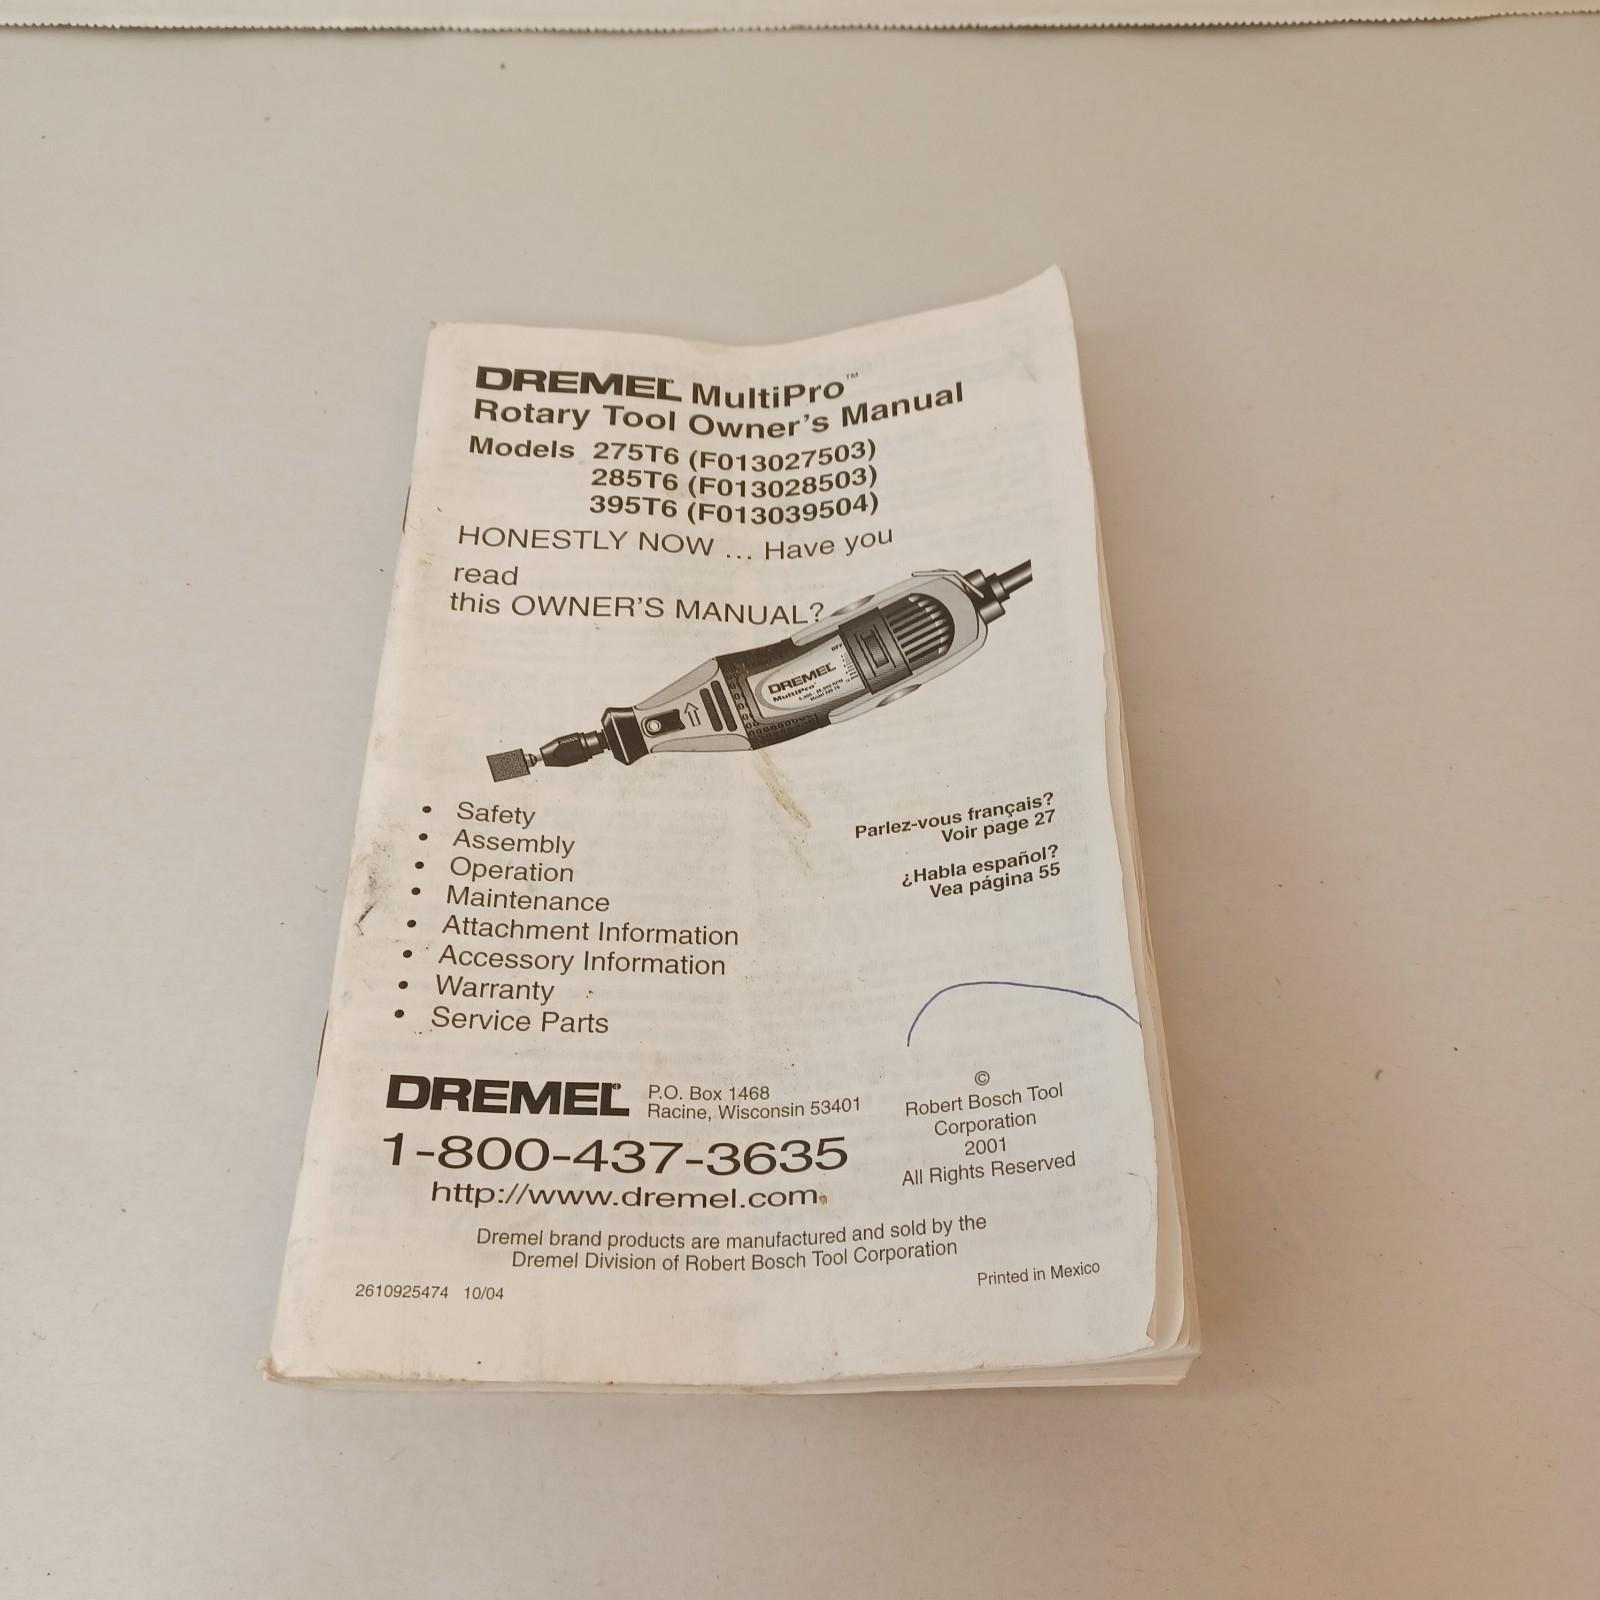 DREMEL® MultiPro™
Rotary Tool Owner's Manual
Models 275T6 (F013027503)
285T6 (F013028503)
395T6 (F013039504)
HONESTLY NOW ... Have you
read
this OWNER'S MANUAL?
OFF
DREMEL
MultiPro™
• Safety
• Assembly
• Operation
• Maintenance
• Attachment Information
• Accessory Information
• Warranty
• Service Parts
Parlez-vous français?
Voir page 27
¿Habla español?
Vea página 55
DREMEL®
P.O. Box 1468
Racine, Wisconsin 53401
1-800-437-3635
http://www.dremel.com
©
Robert Bosch Tool
Corporation
2001
All Rights Reserved
Dremel brand products are manufactured and sold by the
Dremel Division of Robert Bosch Tool Corporation
2610925474 10/04
Printed in Mexico